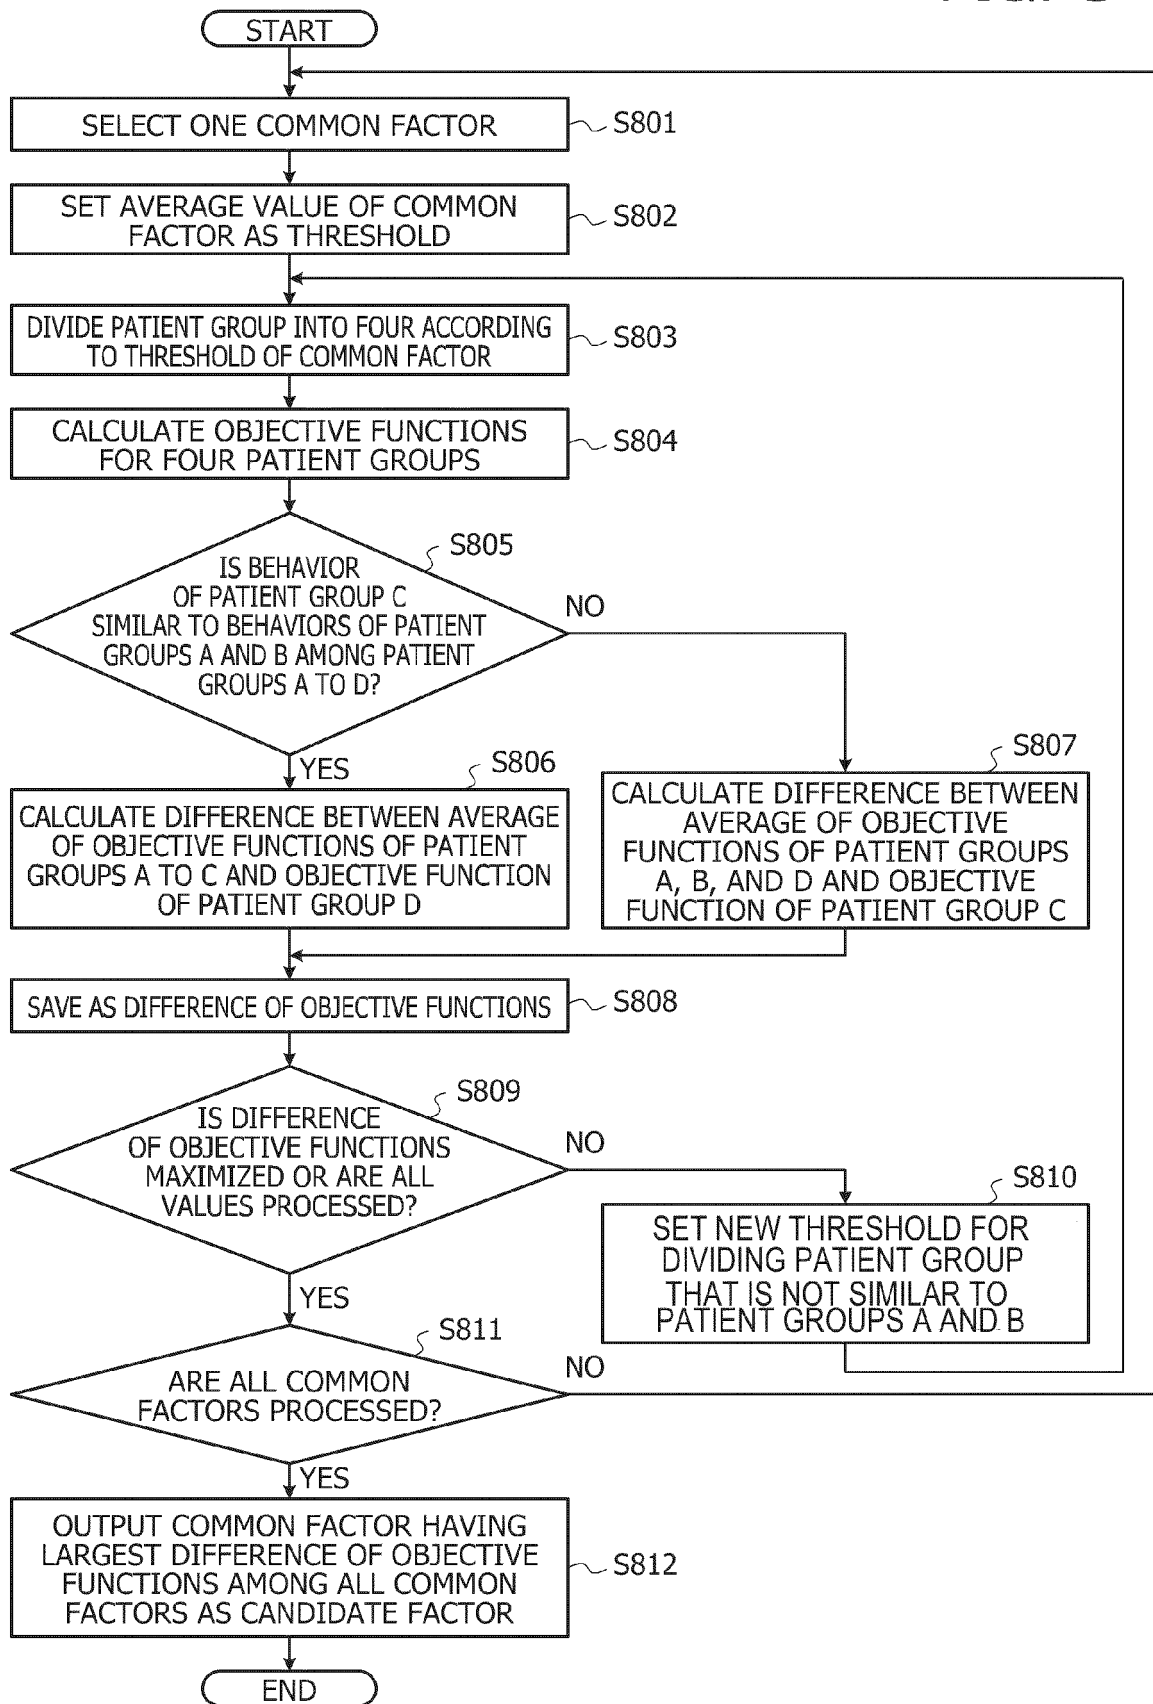 START
SELECT ONE COMMON FACTOR
S801
SET AVERAGE VALUE OF COMMON
FACTOR AS THRESHOLD
S802
DIVIDE PATIENT GROUP INTO FOUR ACCORDING
TO THRESHOLD OF COMMON FACTOR
S803
CALCULATE OBJECTIVE FUNCTIONS
FOR FOUR PATIENT GROUPS
S804
S805
IS BEHAVIOR
OF PATIENT GROUP C
SIMILAR TO BEHAVIORS OF PATIENT
GROUPS A AND B AMONG PATIENT
GROUPS A TO D?
NO
YES
S806
CALCULATE DIFFERENCE BETWEEN AVERAGE
OF OBJECTIVE FUNCTIONS OF PATIENT
GROUPS A TO C AND OBJECTIVE FUNCTION
OF PATIENT GROUP D
S807
CALCULATE DIFFERENCE BETWEEN
AVERAGE OF OBJECTIVE
FUNCTIONS OF PATIENT GROUPS
A, B, AND D AND OBJECTIVE
FUNCTION OF PATIENT GROUP C
SAVE AS DIFFERENCE OF OBJECTIVE FUNCTIONS
S808
S809
IS DIFFERENCE
OF OBJECTIVE FUNCTIONS
MAXIMIZED OR ARE ALL
VALUES PROCESSED?
NO
S810
SET NEW THRESHOLD FOR
DIVIDING PATIENT GROUP
THAT IS NOT SIMILAR TO
PATIENT GROUPS A AND B
YES
S811
ARE ALL COMMON
FACTORS PROCESSED?
NO
YES
OUTPUT COMMON FACTOR HAVING
LARGEST DIFFERENCE OF OBJECTIVE
FUNCTIONS AMONG ALL COMMON
FACTORS AS CANDIDATE FACTOR
S812
END